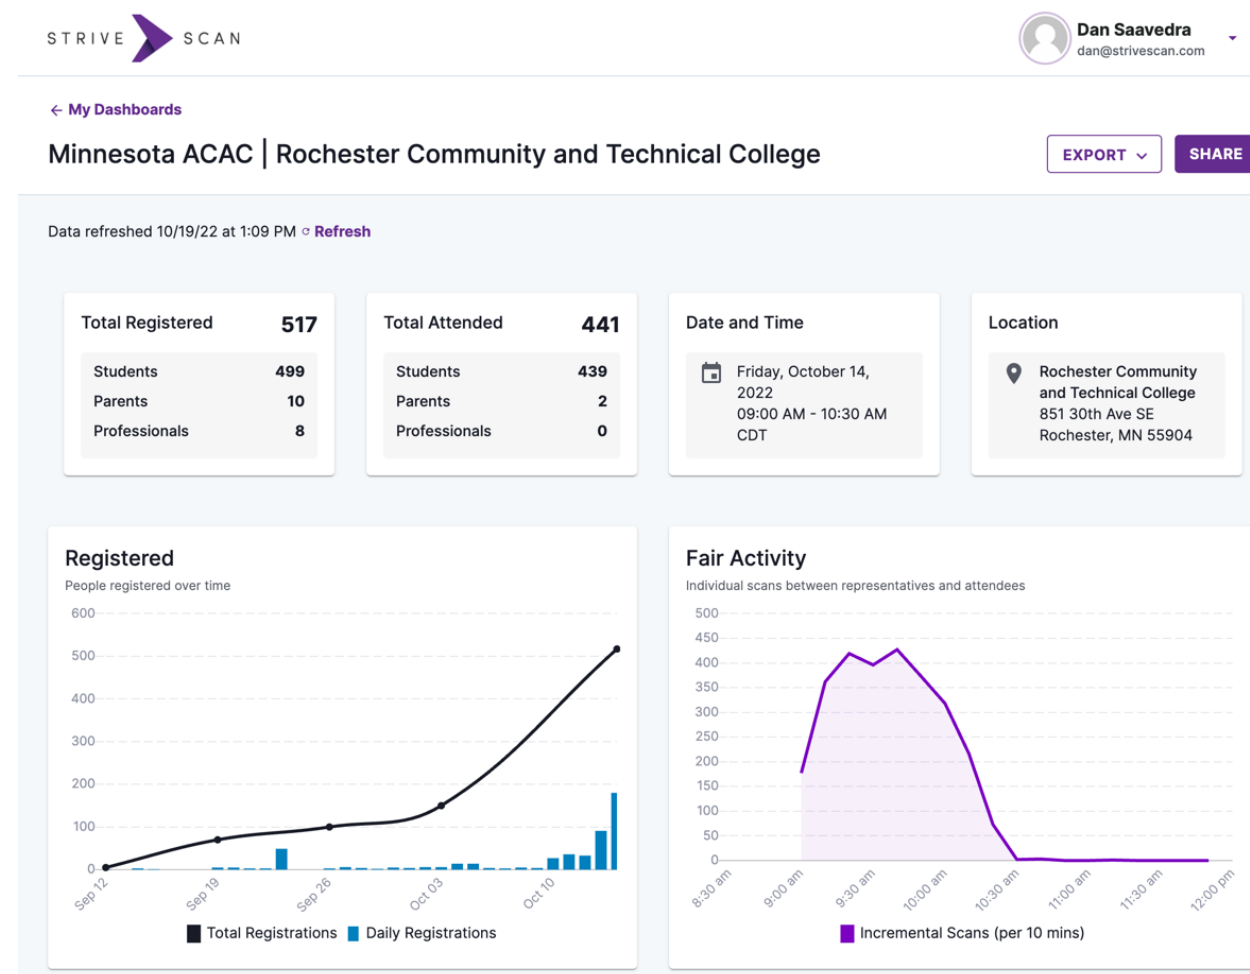 STRIVE SCAN
Dan Saavedra
dan@strivescan.com
← My Dashboards
Minnesota ACAC | Rochester Community and Technical College
EXPORT
SHARE
Data refreshed 10/19/22 at 1:09 PM Refresh
Total Registered 517
Students 499
Parents 10
Professionals 8
Total Attended 441
Students 439
Parents 2
Professionals 0
Date and Time
Friday, October 14,
2022
09:00 AM - 10:30 AM
CDT
Location
Rochester Community
and Technical College
851 30th Ave SE
Rochester, MN 55904
Registered
People registered over time
600
500
400
300
200
100
0
Sep 12 Sep 19 Sep 26 Oct 03 Oct 10
Total Registrations Daily Registrations
Fair Activity
Individual scans between representatives and attendees
500
450
400
350
300
250
200
150
100
50
0
8:30 am 9:00 am 9:30 am 10:00 am 10:30 am 11:00 am 11:30 am 12:00 pm
Incremental Scans (per 10 mins)